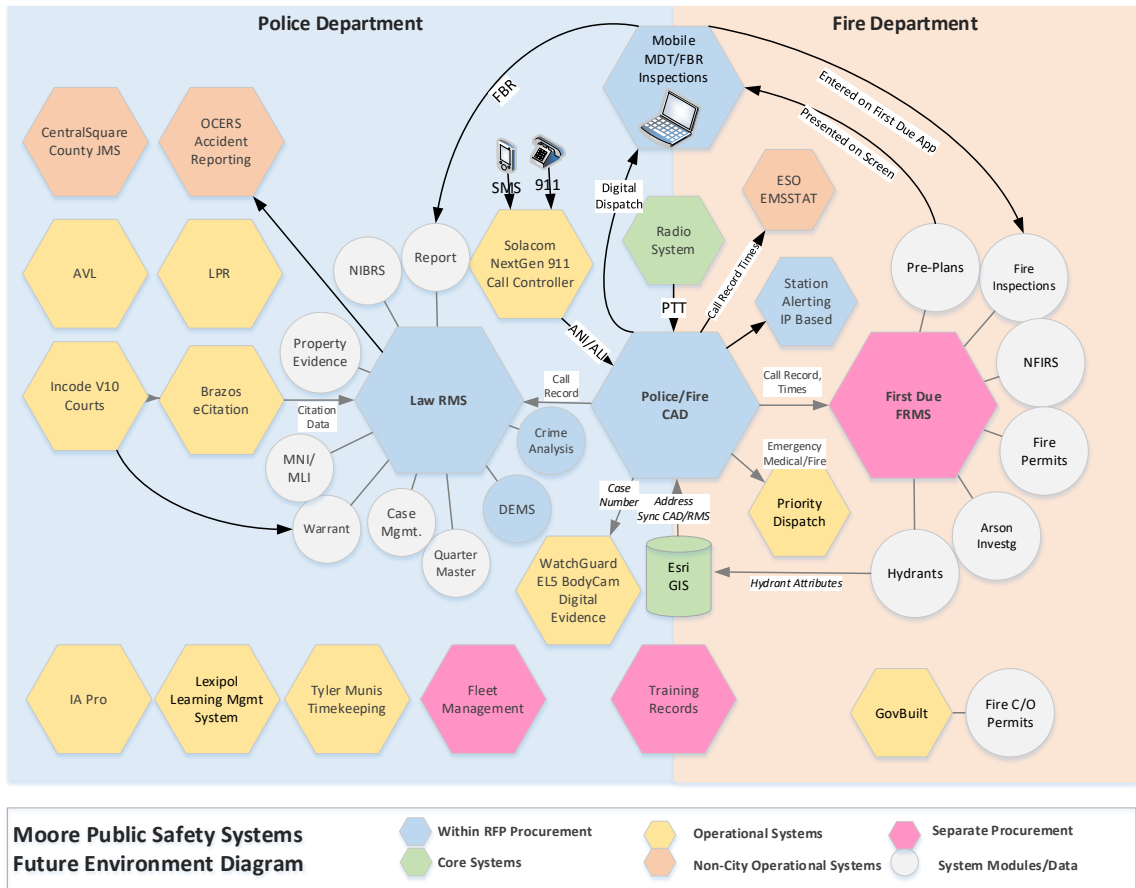 Police Department
Fire Department
Mobile
MDT/FBR
Inspections
FBR
Entered on First Due App
Presented on Screen
CentralSquare
County JMS
OCERS
Accident
Reporting
SMS
911
Digital
Dispatch
ESO
EMSSTAT
Radio
System
Call Record Times
Solacom
NextGen 911
Call Controller
AVL
LPR
NIBRS
Report
Pre-Plans
Fire
Inspections
Station
Alerting
IP Based
PTT
ANI/ALI
Property
Evidence
NFIRS
Incode V10
Courts
Brazos
eCitation
Citation
Data
Law RMS
Call
Record
Police/Fire
CAD
Call Record,
Times
First Due
FRMS
Crime
Analysis
Fire
Permits
MNI/
MLI
Emergency
Medical/Fire
Case
Number
Address
Sync CAD/RMS
Priority
Dispatch
DEMS
Warrant
Case
Mgmt.
Quarter
Master
Arson
Investg
WatchGuard
EL5 BodyCam
Digital
Evidence
Esri
GIS
Hydrant Attributes
Hydrants
IA Pro
Lexipol
Learning Mgmt
System
Tyler Munis
Timekeeping
Fleet
Management
Training
Records
GovBuilt
Fire C/O
Permits
Moore Public Safety Systems
Future Environment Diagram
Within RFP Procurement
Core Systems
Operational Systems
Non-City Operational Systems
Separate Procurement
System Modules/Data